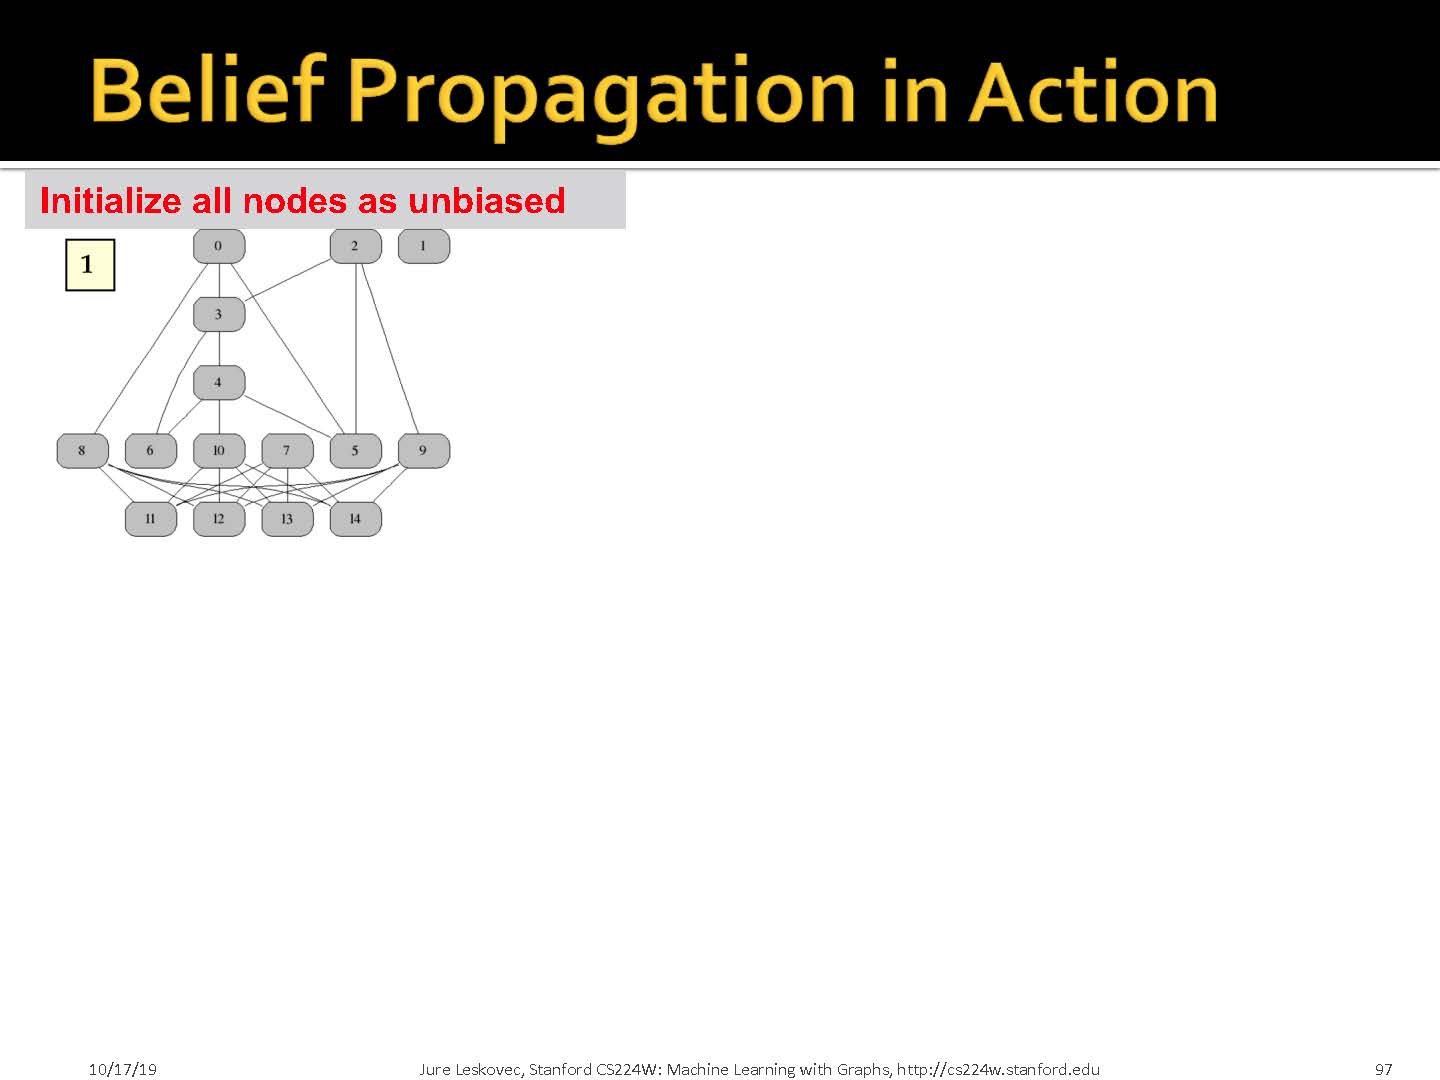 Belief Propagation in Action
Initialize all nodes as unbiased
1
0 2 1
3
4
8 6 10 7 5 9
11 12 13 14
10/17/19 Jure Leskovec, Stanford CS224W: Machine Learning with Graphs, http://cs224w.stanford.edu 97